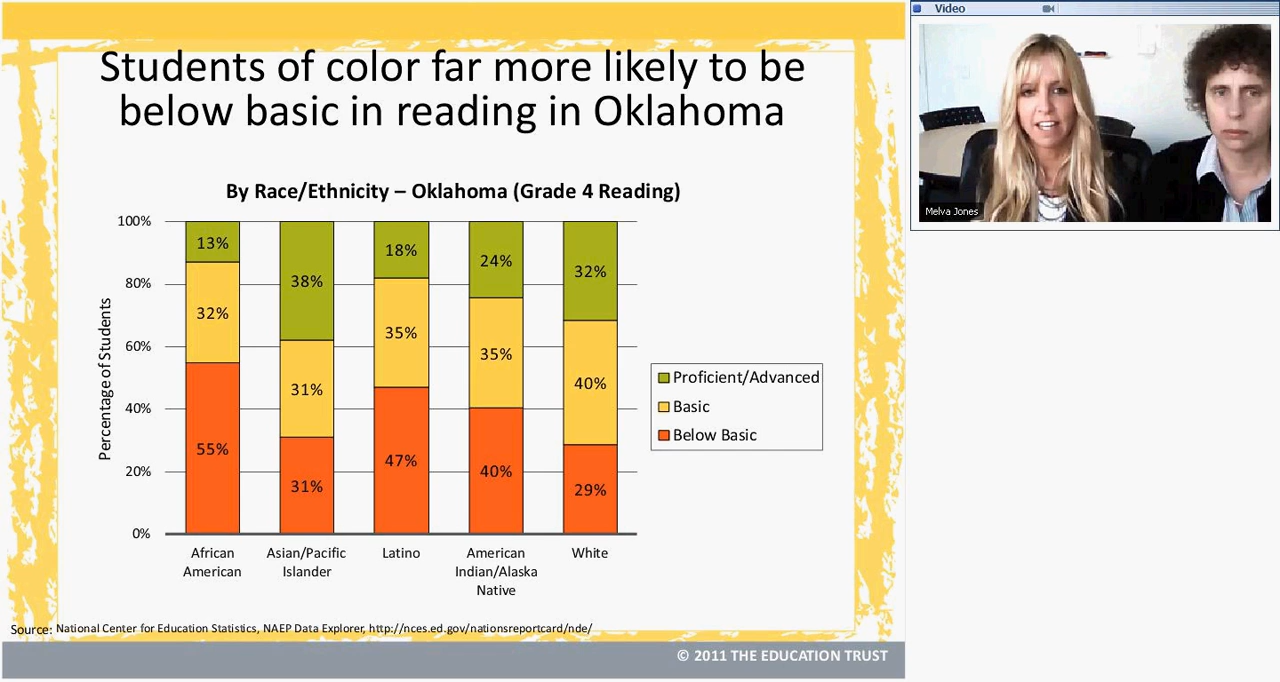 Students of color far more likely to be
below basic in reading in Oklahoma
By Race/Ethnicity – Oklahoma (Grade 4 Reading)
Percentage of Students
100%
80%
60%
40%
20%
0%
13%
32%
55%
38%
31%
31%
18%
35%
47%
24%
35%
40%
32%
40%
29%
African
American
Asian/Pacific
Islander
Latino
American
Indian/Alaska
Native
White
Proficient/Advanced
Basic
Below Basic
Source: National Center for Education Statistics, NAEP Data Explorer, http://nces.ed.gov/nationsreportcard/nde/
© 2011 THE EDUCATION TRUST
Video
Melva Jones